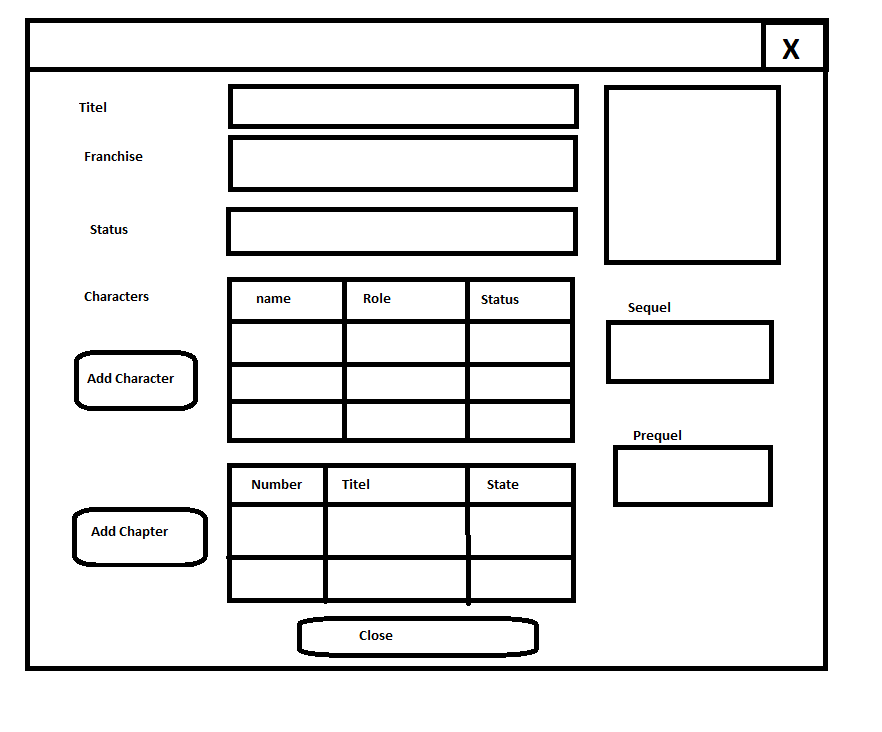 X
Titel
Franchise
Status
Characters
name Role Status
Add Character
Sequel
Prequel
Number Titel State
Add Chapter
Close